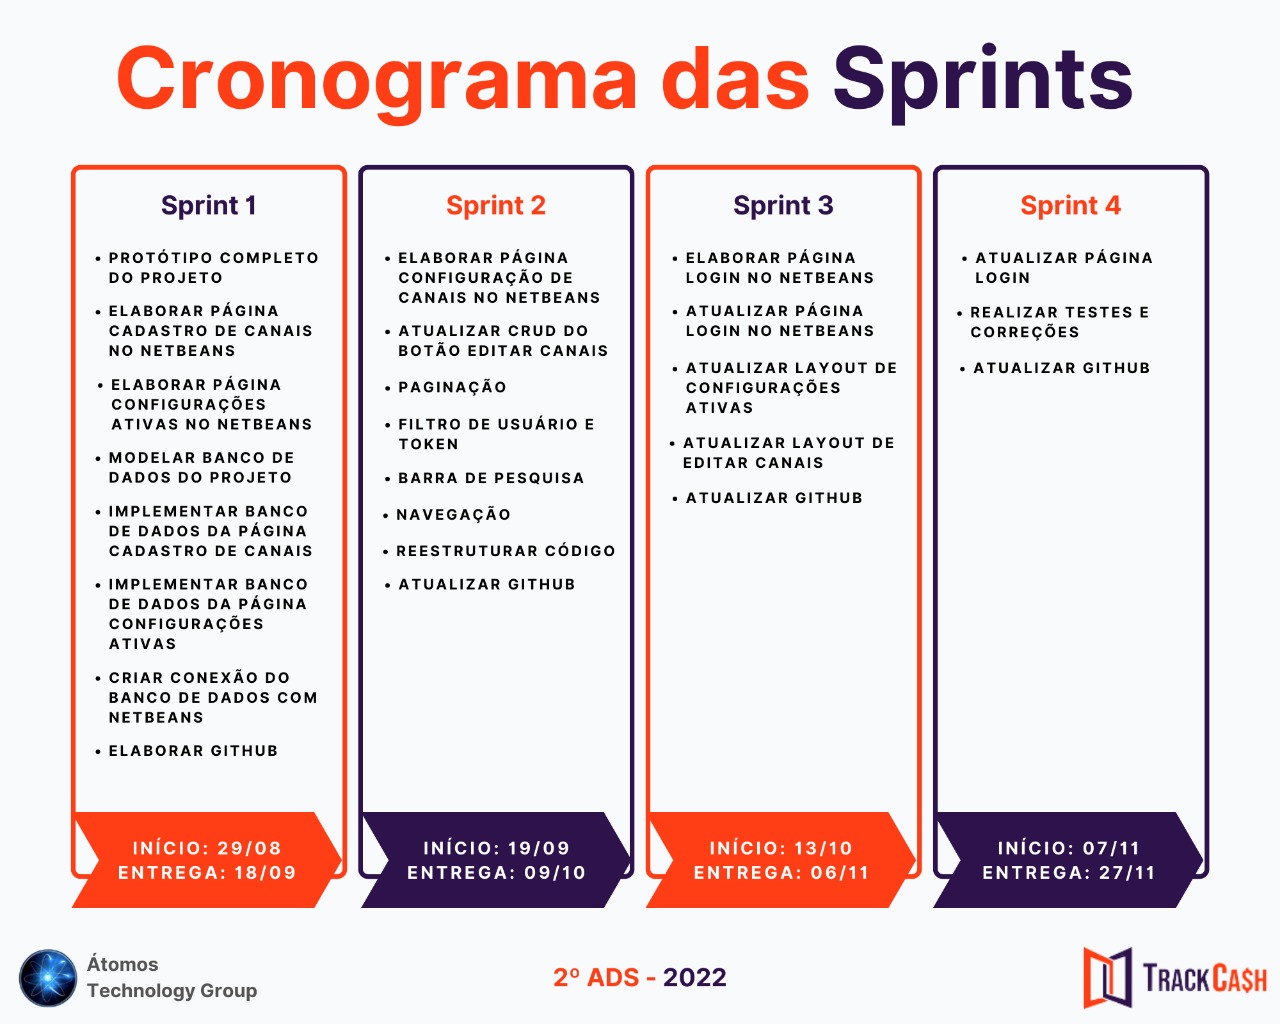 Cronograma das Sprints
Sprint 1
• PROTÓTIPO COMPLETO
DO PROJETO
• ELABORAR PÁGINA
CADASTRO DE CANAIS
NO NETBEANS
• ELABORAR PÁGINA
CONFIGURAÇÕES
ATIVAS NO NETBEANS
• MODELAR BANCO DE
DADOS DO PROJETO
• IMPLEMENTAR BANCO
DE DADOS DA PÁGINA
CADASTRO DE CANAIS
• IMPLEMENTAR BANCO
DE DADOS DA PÁGINA
CONFIGURAÇÕES
ATIVAS
• CRIAR CONEXÃO DO
BANCO DE DADOS COM
NETBEANS
• ELABORAR GITHUB
INÍCIO: 29/08
ENTREGA: 18/09
Sprint 2
• ELABORAR PÁGINA
CONFIGURAÇÃO DE
CANAIS NO NETBEANS
• ATUALIZAR CRUD DO
BOTÃO EDITAR CANAIS
• PAGINAÇÃO
• FILTRO DE USUÁRIO E
TOKEN
• BARRA DE PESQUISA
• NAVEGAÇÃO
• REESTRUTURAR CÓDIGO
• ATUALIZAR GITHUB
INÍCIO: 19/09
ENTREGA: 09/10
Sprint 3
• ELABORAR PÁGINA
LOGIN NO NETBEANS
• ATUALIZAR PÁGINA
LOGIN NO NETBEANS
• ATUALIZAR LAYOUT DE
CONFIGURAÇÕES
ATIVAS
• ATUALIZAR LAYOUT DE
EDITAR CANAIS
• ATUALIZAR GITHUB
INÍCIO: 13/10
ENTREGA: 06/11
Sprint 4
• ATUALIZAR PÁGINA
LOGIN
• REALIZAR TESTES E
CORREÇÕES
• ATUALIZAR GITHUB
INÍCIO: 07/11
ENTREGA: 27/11
Átomos
Technology Group
2º ADS - 2022
TRACKCA$H